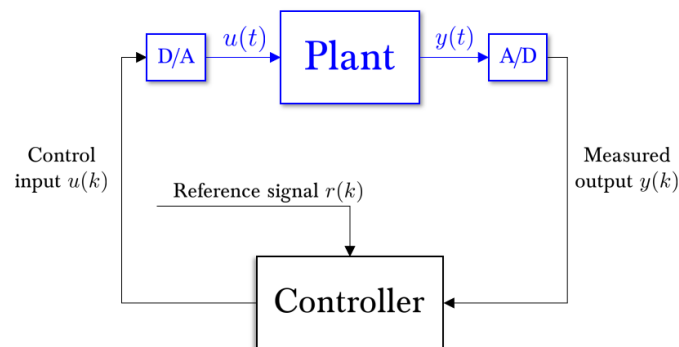 D/A
u(t)
Plant
y(t)
A/D
Control
input u(k)
Reference signal r(k)
Measured
output y(k)
Controller